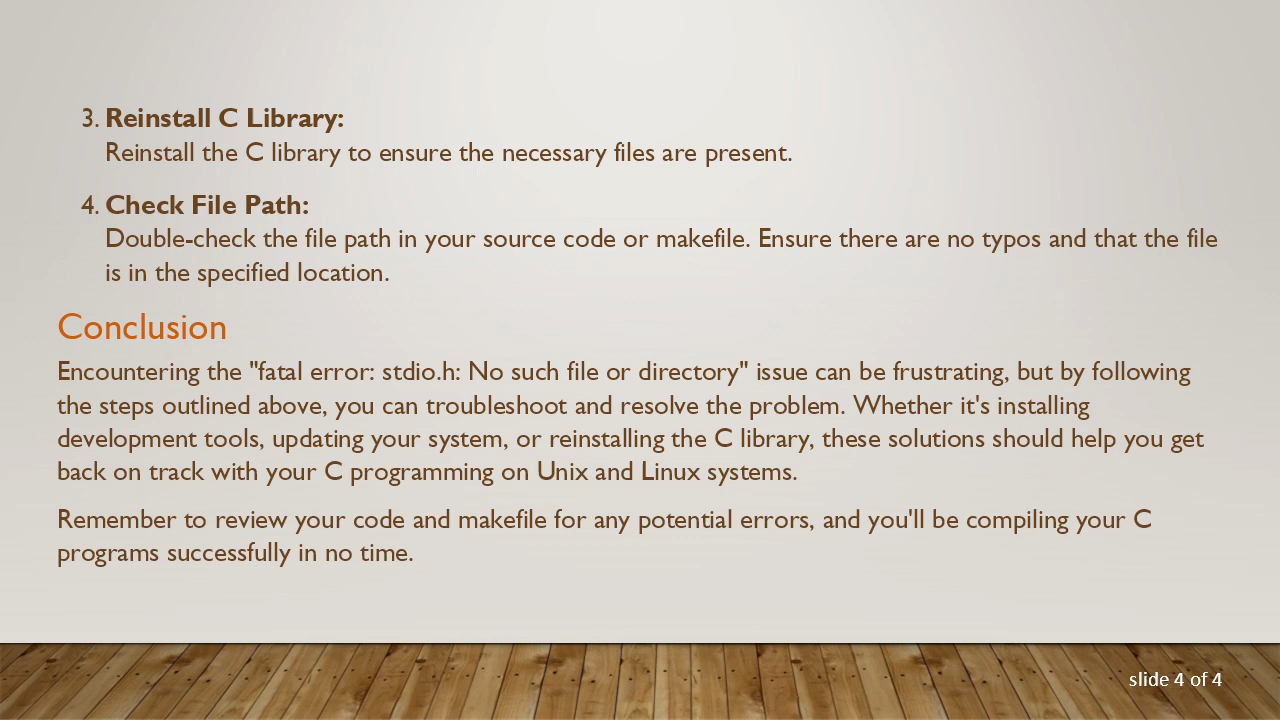 3. Reinstall C Library:
Reinstall the C library to ensure the necessary files are present.
4. Check File Path:
Double-check the file path in your source code or makefile. Ensure there are no typos and that the file
is in the specified location.
Conclusion
Encountering the "fatal error: stdio.h: No such file or directory" issue can be frustrating, but by following
the steps outlined above, you can troubleshoot and resolve the problem. Whether it's installing
development tools, updating your system, or reinstalling the C library, these solutions should help you get
back on track with your C programming on Unix and Linux systems.
Remember to review your code and makefile for any potential errors, and you'll be compiling your C
programs successfully in no time.
slide 4 of 4